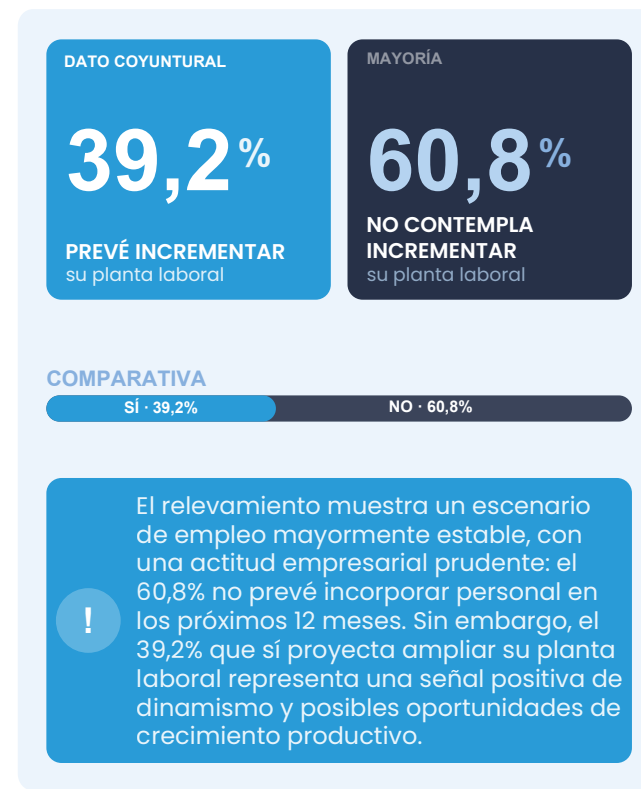 DATO COYUNTURAL
39,2%
PREVÉ INCREMENTAR
su planta laboral
MAYORÍA
60,8%
NO CONTEMPLA
INCREMENTAR
su planta laboral
COMPARATIVA
SÍ · 39,2%
NO · 60,8%
!
El relevamiento muestra un escenario
de empleo mayormente estable, con
una actitud empresarial prudente: el
60,8% no prevé incorporar personal en
los próximos 12 meses. Sin embargo, el
39,2% que sí proyecta ampliar su planta
laboral representa una señal positiva de
dinamismo y posibles oportunidades de
crecimiento productivo.